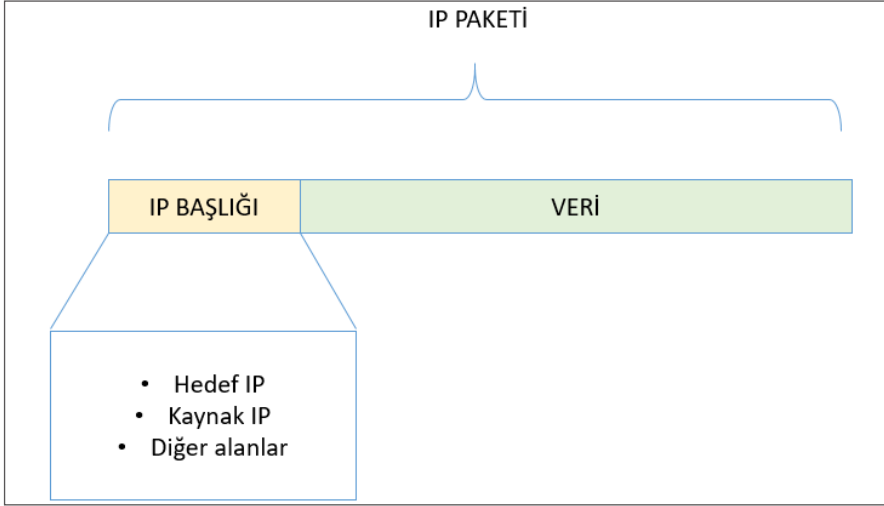 IP PAKETİ
IP BAŞLIĞI
VERİ
• Hedef IP
• Kaynak IP
• Diğer alanlar